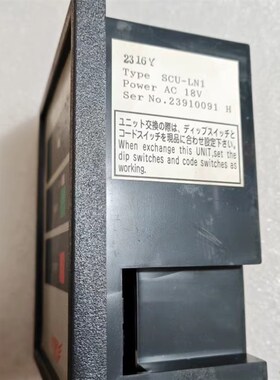 23I6Y
Type SCU-LN1
Power AC 18V
Ser No.23910091 H
ユニット交換の際は、ディップスイッチと
コードスイッチを現品に合わせ設定下さい。
When exchange this UNIT,set the
dip switches and code switches as
working.